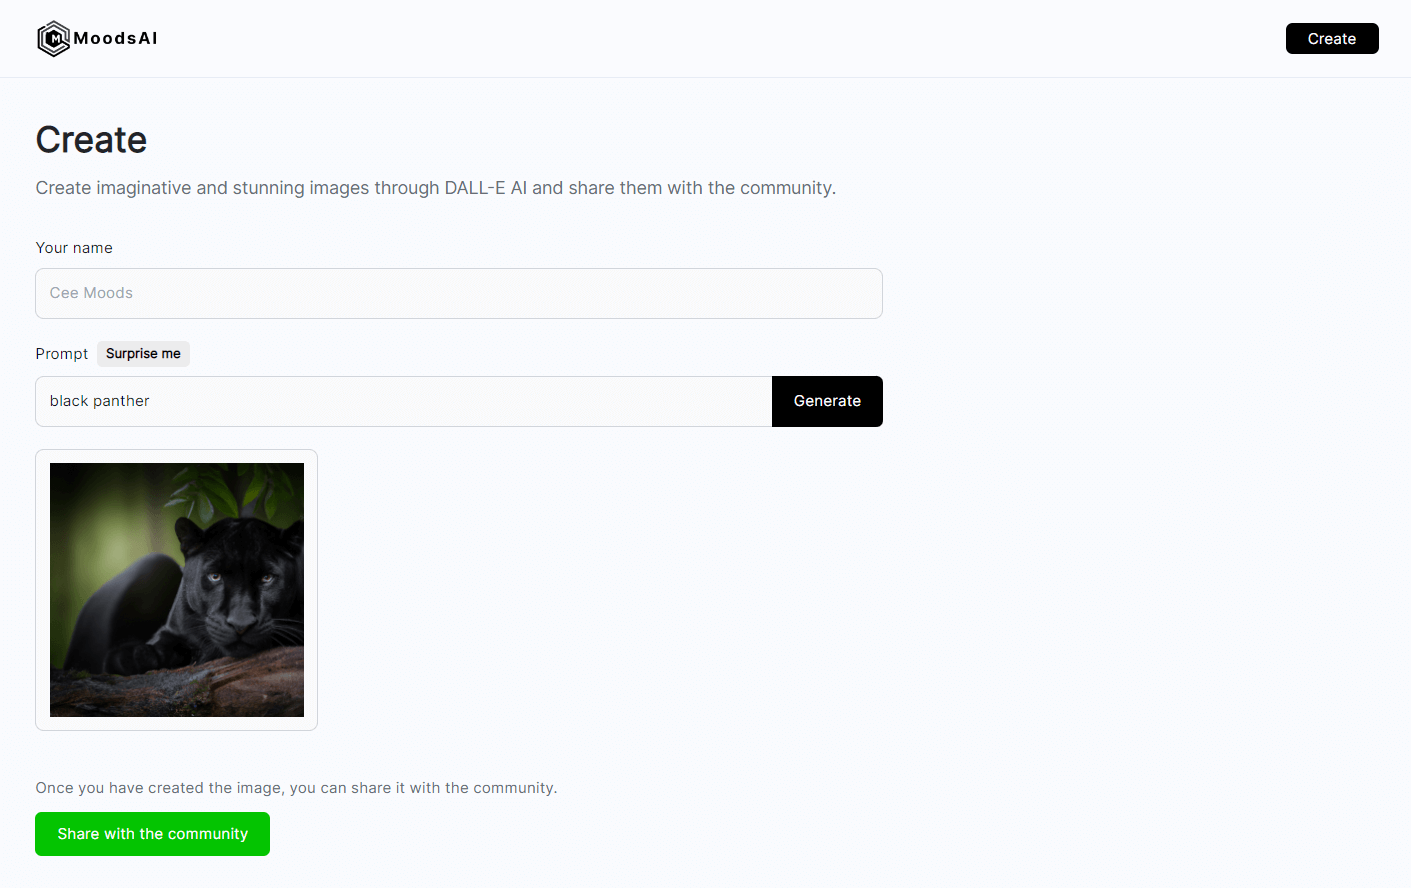 MoodsAI
Create
Create
Create imaginative and stunning images through DALL-E AI and share them with the community.
Your name
Cee Moods
Prompt Surprise me
black panther Generate
Once you have created the image, you can share it with the community.
Share with the community